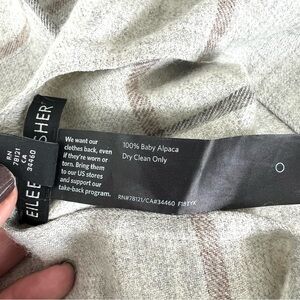 EILEE
SHER
RN
78121
CA
34460
We want our
clothes back, even
if they're worn or
torn. Bring them
to our US stores
and support our
take-back program.
100% Baby Alpaca
Dry Clean Only
RN#78121/CA#34460